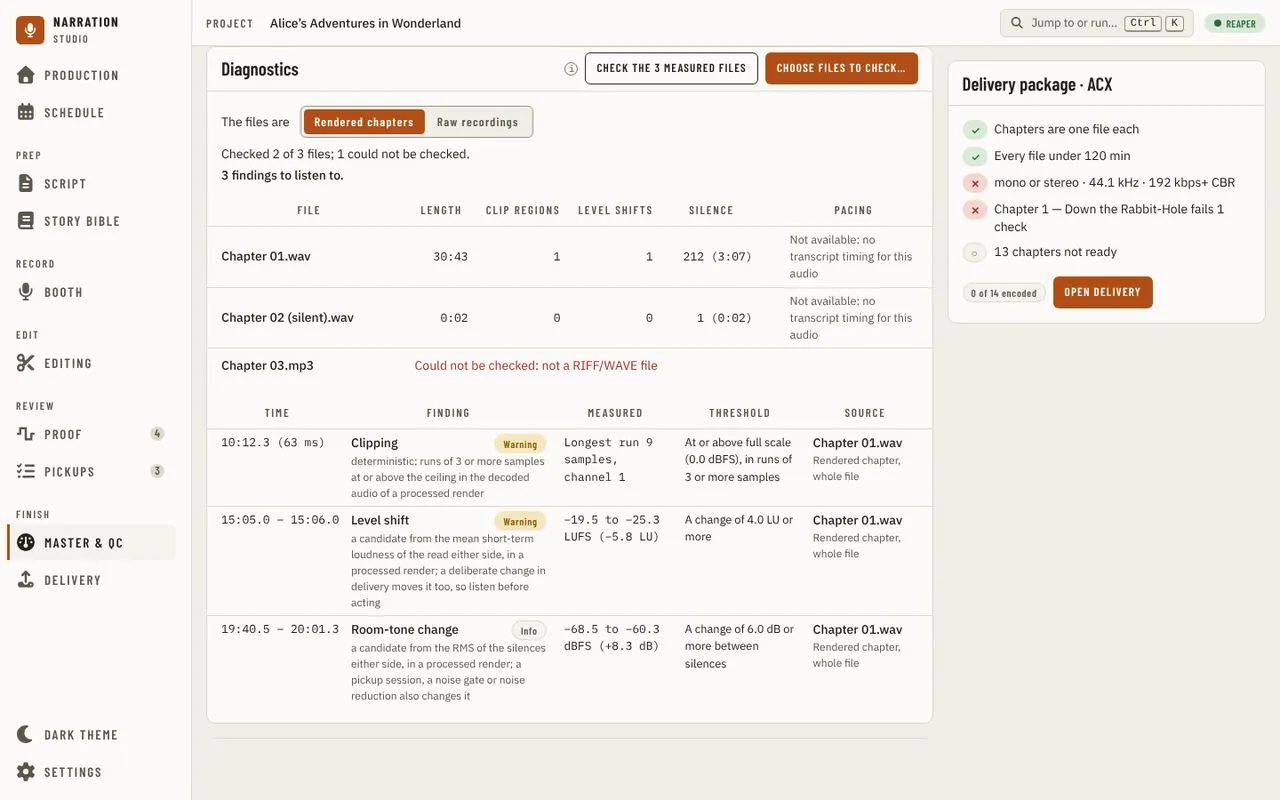 NARRATION
STUDIO
PRODUCTION
SCHEDULE
PREP
SCRIPT
STORY BIBLE
RECORD
BOOTH
EDIT
EDITING
REVIEW
PROOF 4
PICKUPS 3
FINISH
MASTER & QC
DELIVERY
DARK THEME
SETTINGS
PROJECT Alice's Adventures in Wonderland
Jump to or run... Ctrl K
REAPER
Diagnostics
CHECK THE 3 MEASURED FILES
CHOOSE FILES TO CHECK...
The files are Rendered chapters Raw recordings
Checked 2 of 3 files; 1 could not be checked.
3 findings to listen to.
FILE LENGTH CLIP REGIONS LEVEL SHIFTS SILENCE PACING
Chapter 01.wav 30:43 1 1 212 (3:07)
Not available: no
transcript timing for this
audio
Chapter 02 (silent).wav 0:02 0 0 1 (0:02)
Not available: no
transcript timing for this
audio
Chapter 03.mp3 Could not be checked: not a RIFF/WAVE file
TIME FINDING MEASURED THRESHOLD SOURCE
10:12.3 (63 ms)
Clipping Warning
deterministic: runs of 3 or more samples
at or above the ceiling in the decoded
audio of a processed render
Longest run 9
samples,
channel 1
At or above full scale
(0.0 dBFS), in runs of
3 or more samples
Chapter 01.wav
Rendered chapter,
whole file
15:05.0 – 15:06.0
Level shift Warning
a candidate from the mean short-term
loudness of the read either side, in a
processed render; a deliberate change in
delivery moves it too, so listen before
acting
−19.5 to −25.3
LUFS (−5.8 LU)
A change of 4.0 LU or
more
Chapter 01.wav
Rendered chapter,
whole file
19:40.5 – 20:01.3
Room-tone change Info
a candidate from the RMS of the silences
either side, in a processed render; a
pickup session, a noise gate or noise
reduction also changes it
−68.5 to −60.3
dBFS (+8.3 dB)
A change of 6.0 dB or
more between
silences
Chapter 01.wav
Rendered chapter,
whole file
Delivery package · ACX
Chapters are one file each
Every file under 120 min
mono or stereo · 44.1 kHz · 192 kbps+ CBR
Chapter 1 — Down the Rabbit-Hole fails 1
check
13 chapters not ready
0 of 14 encoded
OPEN DELIVERY